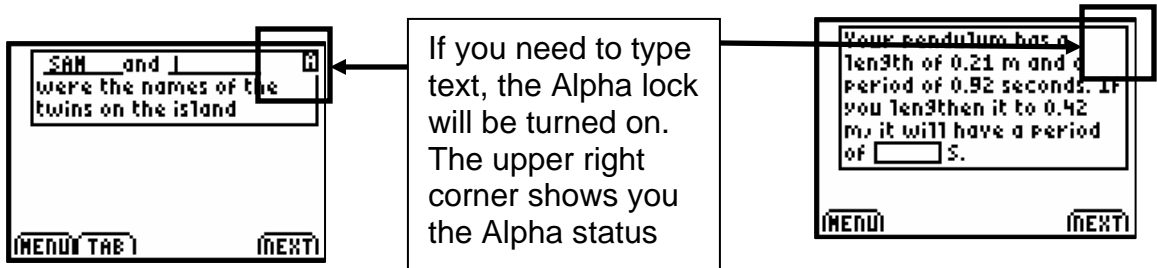 SAM and
were the names of the
twins on the island
MENU TAB NEXT
If you need to type
text, the Alpha lock
will be turned on.
The upper right
corner shows you
the Alpha status
Your pendulum has a
length of 0.21 m and a
period of 0.92 seconds. If
you lengthen it to 0.42
m, it will have a period
of S.
MENU NEXT